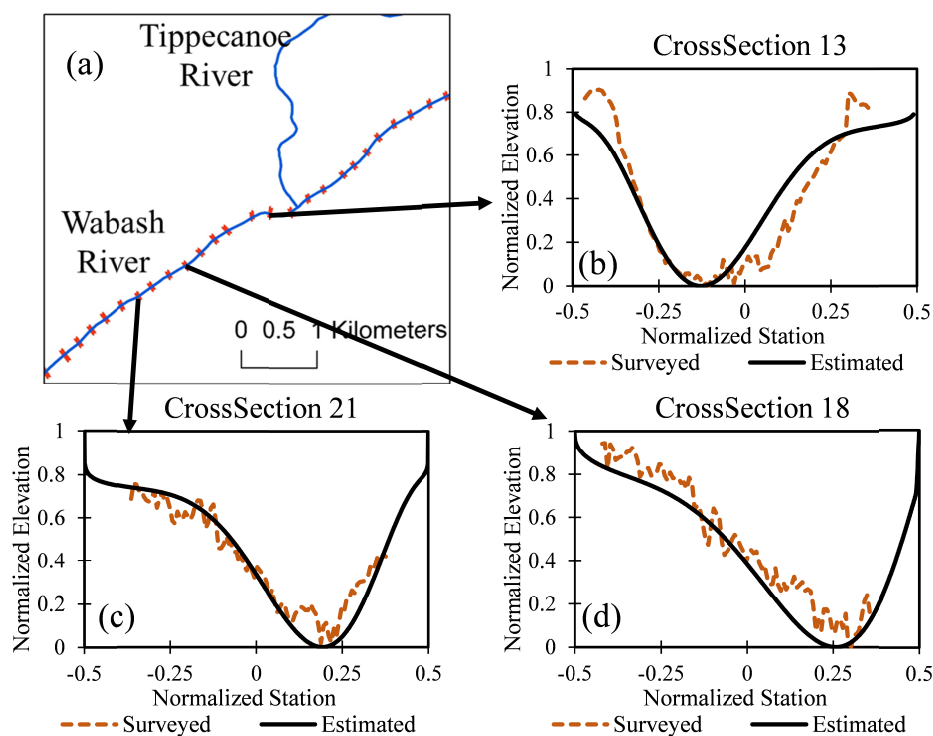 (a)
Tippecanoe
River
Wabash
River
0 0.5 1 Kilometers
CrossSection 13
Normalized Elevation
1
0.8
0.6
0.4
0.2
0
(b)
-0.5 -0.25 0 0.25 0.5
Normalized Station
Surveyed Estimated
CrossSection 21
Normalized Elevation
1
0.8
0.6
0.4
0.2
0
(c)
-0.5 -0.25 0 0.25 0.5
Normalized Station
Surveyed Estimated
CrossSection 18
Normalized Elevation
1
0.8
0.6
0.4
0.2
0
(d)
-0.5 -0.25 0 0.25 0.5
Normalized Station
Surveyed Estimated